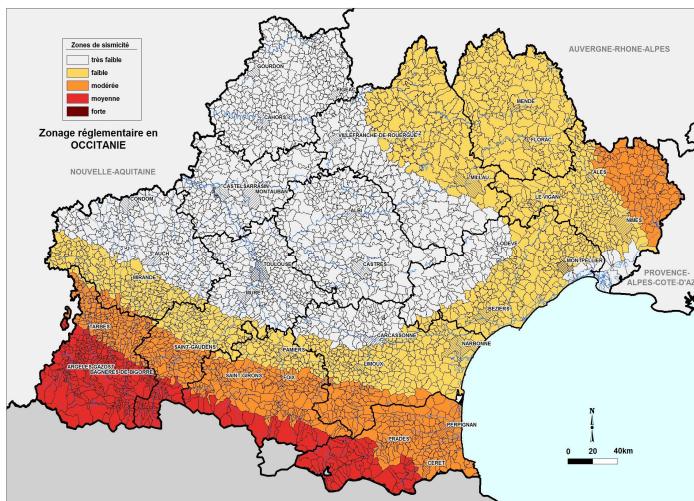 Zones de sismicité
très faible
faible
modérée
moyenne
forte
Zonage réglementaire en
OCCITANIE
AUVERGNE-RHONE-ALPES
NOUVELLE-AQUITAINE
PROVENCE-
ALPES-COTE-D'AZ
GOURDON
FIGEAC
CAHORS
MENDE
VILLEFRANCHE-DE-ROUERGUE
FLORAC
ALES
MILLAU
CASTELSARRASIN
MONTAUBAN
LE-VIGAN
CONDOM
ALBI
NIMES
AUCH
LODEVE
TOULOUSE
CASTRES
MONTPELLIER
MIRANDE
MURET
BEZIERS
TARBES
CARCASSONNE
SAINT-GAUDENS
PAMIERS
NARBONNE
LIMOUX
ARGELES-GAZOST
BAGNERES-DE-BIGORRE
SAINT-GIRONS
FOIX
PERPIGNAN
PRADES
CERET
N
0 20 40km